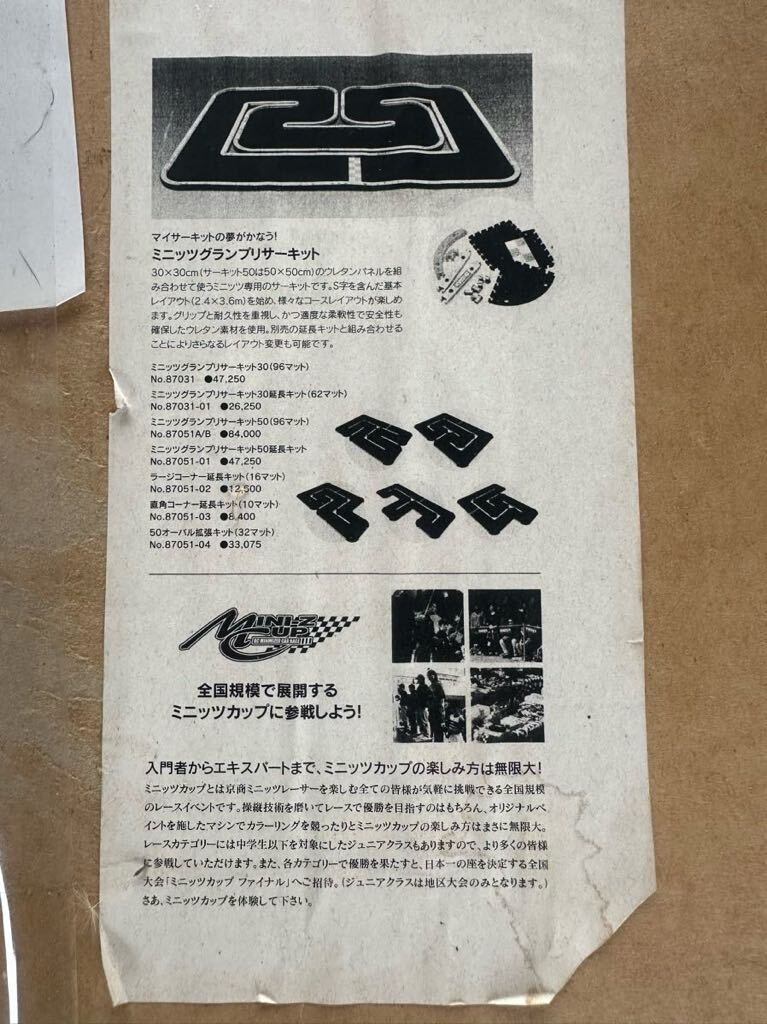 マイサーキットの夢がかなう!
ミニッツグランプリサーキット
30×30cm(サーキット50は50×50cm)のウレタンパネルを組
み合わせて使うミニッツ専用のサーキットです。S字を含んだ基本
レイアウト(2.4×3.6m)を始め、様々なコースレイアウトが楽しめ
ます。グリップと耐久性を重視し、かつ適度な柔軟性で安全性も
確保したウレタン素材を使用。別売の延長キットと組み合わせる
ことによりさらなるレイアウト変更も可能です。
ミニッツグランプリサーキット30(96マット)
No.87031 ●47,250
ミニッツグランプリサーキット30延長キット(62マット)
No.87031-01 ●26,250
ミニッツグランプリサーキット50(96マット)
No.87051A/B ●84,000
ミニッツグランプリサーキット50延長キット
No.87051-01 ●47,250
ラージコーナー延長キット(16マット)
No.87051-02 ●12,500
直角コーナー延長キット(10マット)
No.87051-03 ●8,400
50オーバル拡張キット(32マット)
No.87051-04 ●33,075
MINI-Z
CUP
全国規模で展開する
ミニッツカップに参戦しよう!
入門者からエキスパートまで、ミニッツカップの楽しみ方は無限大!
ミニッツカップとは京商ミニッツレーサーを楽しむ全ての皆様が気軽に挑戦できる全国規模
のレースイベントです。操縦技術を磨いてレースで優勝を目指すのはもちろん、オリジナルペ
イントを施したマシンでカラーリングを競ったりとミニッツカップの楽しみ方はまさに無限大。
レースカテゴリーには中学生以下を対象にしたジュニアクラスもありますので、より多くの皆様
に参戦していただけます。また、各カテゴリーで優勝を果たすと、日本一の座を決定する全国
大会「ミニッツカップ ファイナル」へご招待。(ジュニアクラスは地区大会のみとなります。)
さあ、ミニッツカップを体験して下さい。